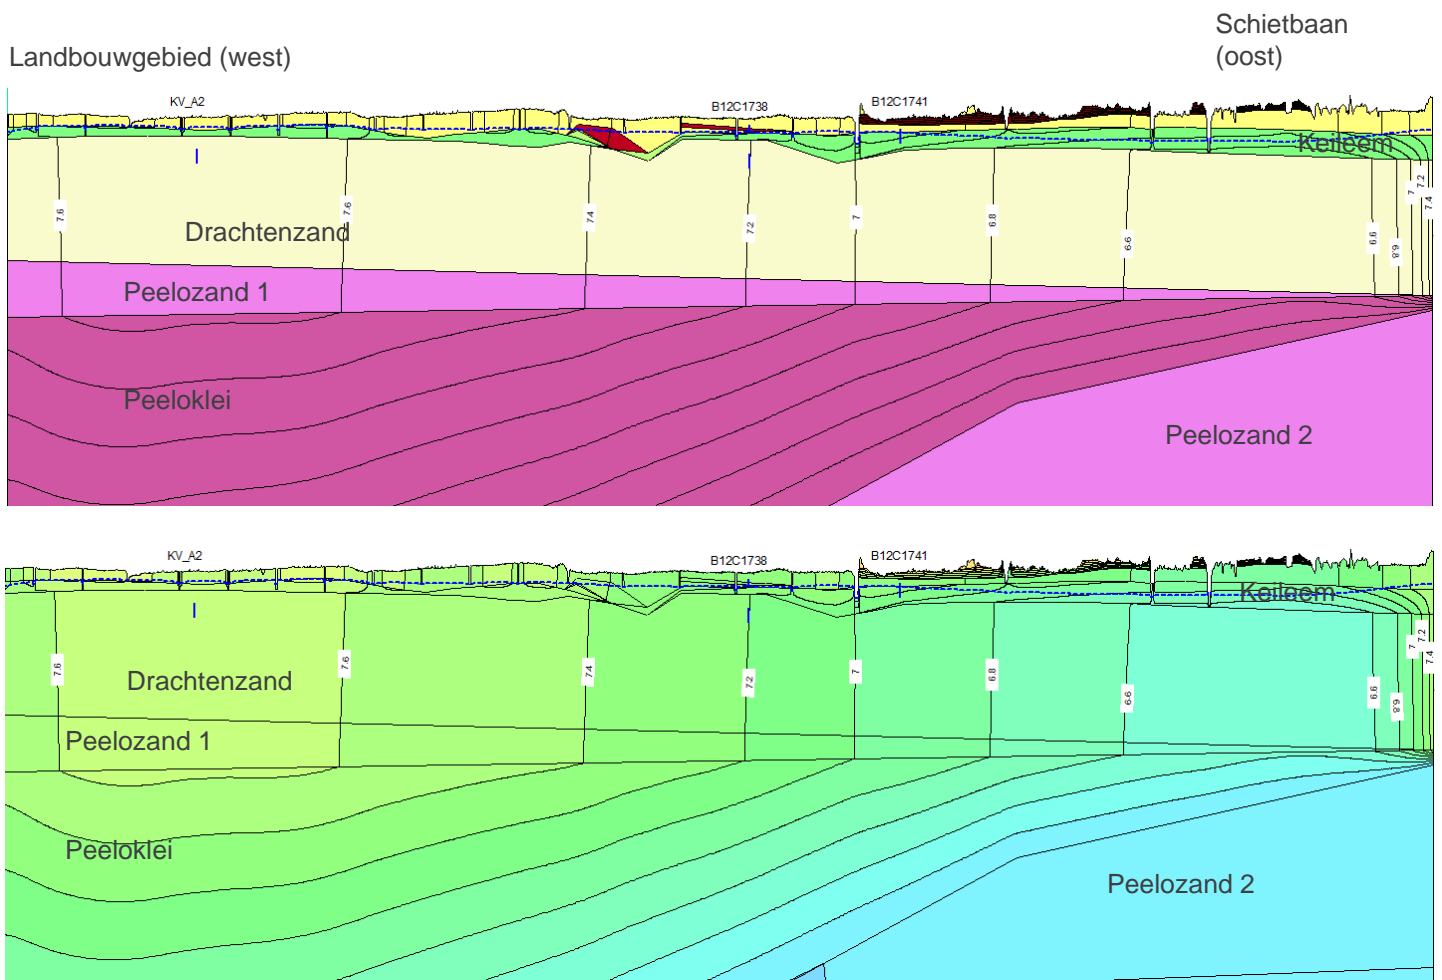 Schietbaan
Landbouwgebied (west)
(oost)
KV_A2
B12C1738
B12C1741
Keileem
7.6
7.6
7.4
7.2
7
6.8
6.6
6.6
6.8
7
7.2
7.4
Drachtenzand
Peelozand 1
Peeloklei
Peelozand 2
KV_A2
B12C1738
B12C1741
Keileem
7.6
7.6
7.4
7.2
7
6.8
6.6
6.6
6.8
7
7.2
7.4
Drachtenzand
Peelozand 1
Peeloklei
Peelozand 2